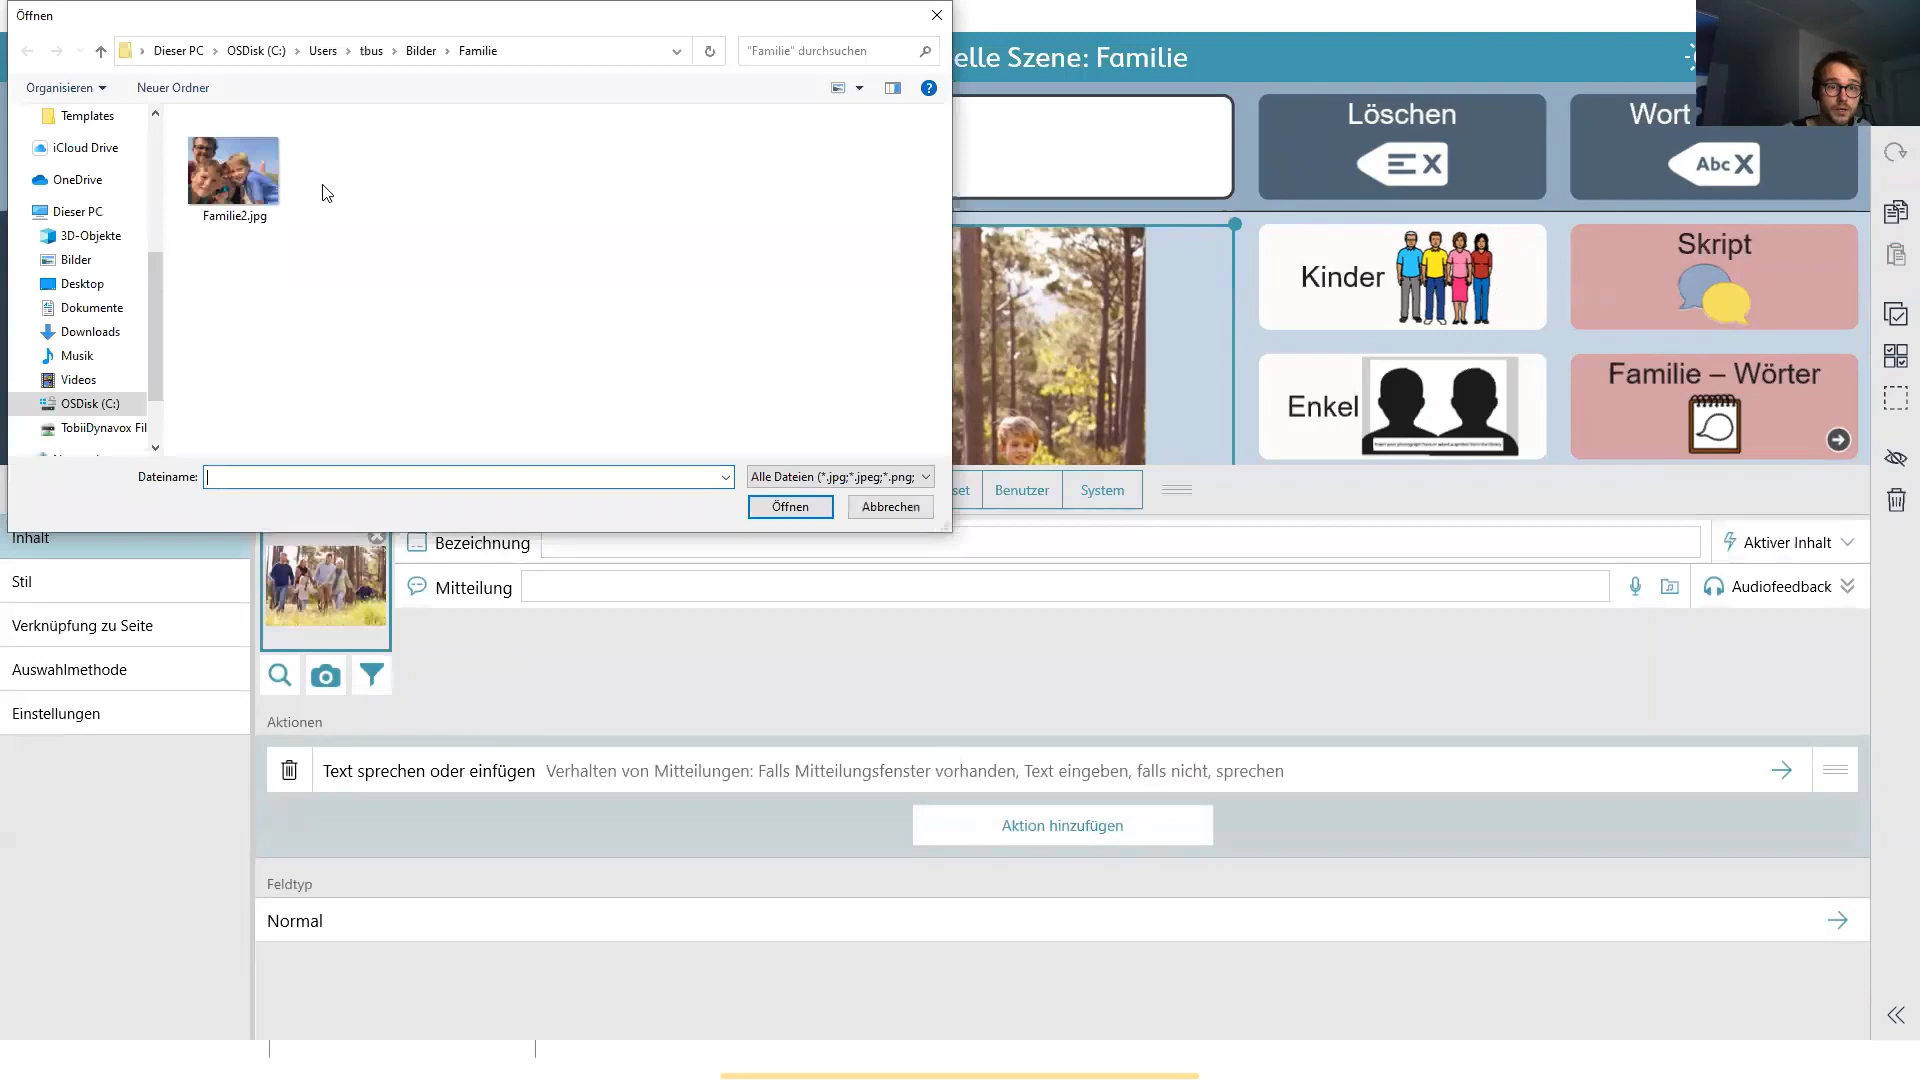 Öffnen
Dieser PC
OSDisk (C:)
Users
tbus
Bilder
Familie
"Familie" durchsuchen
Organisieren
Neuer Ordner
Templates
iCloud Drive
OneDrive
Dieser PC
3D-Objekte
Bilder
Desktop
Dokumente
Downloads
Musik
Videos
OSDisk (C:)
TobiiDynavox Fil
Familie2.jpg
Dateiname:
Alle Dateien (*.jpg;*.jpeg;*.png;
Öffnen
Abbrechen
elle Szene: Familie
Löschen
Wort
Abc X
Kinder
Skript
Enkel
Familie – Wörter
set
Benutzer
System
Inhalt
Stil
Verknüpfung zu Seite
Auswahlmethode
Einstellungen
Bezeichnung
Aktiver Inhalt
Mitteilung
Audiofeedback
Aktionen
Text sprechen oder einfügen Verhalten von Mitteilungen: Falls Mitteilungsfenster vorhanden, Text eingeben, falls nicht, sprechen
Aktion hinzufügen
Feldtyp
Normal